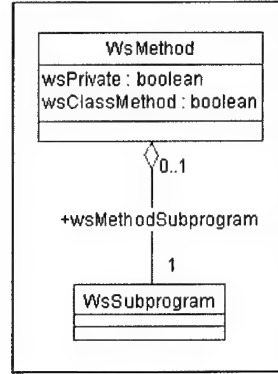 WsMethod
wsPrivate : boolean
wsClassMethod : boolean
0..1
+wsMethodSubprogram
1
WsSubprogram